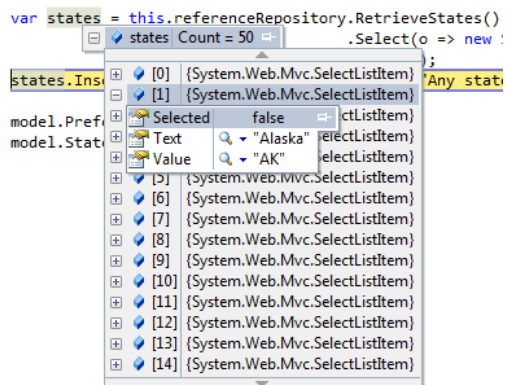 var states = this.referenceRepository.RetrieveStates()
states Count = 50
.Select(o => new
);
states.Ins "Any stat
[0] {System.Web.Mvc.SelectListItem}
[1] {System.Web.Mvc.SelectListItem}
Selected false ctListItem}
model.Pref
Text "Alaska" ectListItem}
model.Stat
Value "AK" ectListItem}
[5] {System.Web.Mvc.SelectListItem}
[6] {System.Web.Mvc.SelectListItem}
[7] {System.Web.Mvc.SelectListItem}
[8] {System.Web.Mvc.SelectListItem}
[9] {System.Web.Mvc.SelectListItem}
[10] {System.Web.Mvc.SelectListItem}
[11] {System.Web.Mvc.SelectListItem}
[12] {System.Web.Mvc.SelectListItem}
[13] {System.Web.Mvc.SelectListItem}
[14] {System.Web.Mvc.SelectListItem}